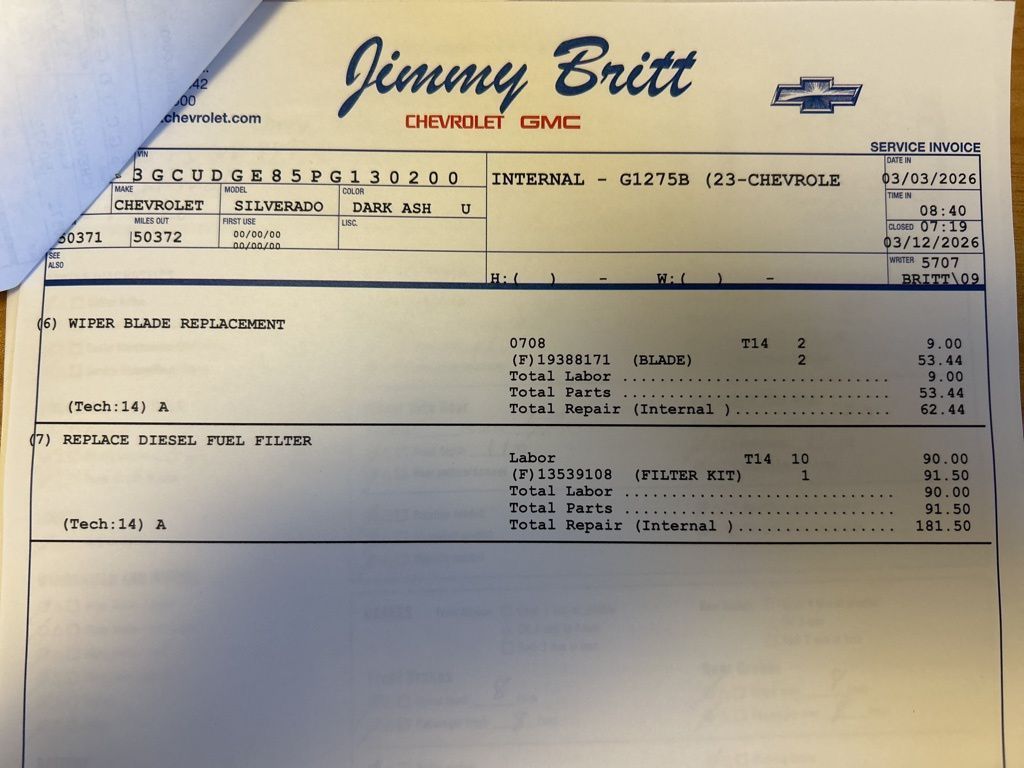 42
00
.chevrolet.com
Jimmy Britt
CHEVROLET GMC
SERVICE INVOICE
VIN
3GCUDGE85PG130200
INTERNAL - G1275B (23-CHEVROLE
DATE IN
03/03/2026
MAKE MODEL COLOR
CHEVROLET SILVERADO DARK ASH U
TIME IN
08:40
MILES OUT FIRST USE LISC.
50371 50372 00/00/00
00/00/00
CLOSED 07:19
03/12/2026
SEE
ALSO
WRITER 5707
H:( ) - W:( ) - BRITT\09
(6) WIPER BLADE REPLACEMENT
0708 T14 2 9.00
(F)19388171 (BLADE) 2 53.44
Total Labor .............................. 9.00
Total Parts .............................. 53.44
(Tech:14) A Total Repair (Internal ).................. 62.44
(7) REPLACE DIESEL FUEL FILTER
Labor T14 10 90.00
(F)13539108 (FILTER KIT) 1 91.50
Total Labor .............................. 90.00
Total Parts .............................. 91.50
(Tech:14) A Total Repair (Internal ).................. 181.50